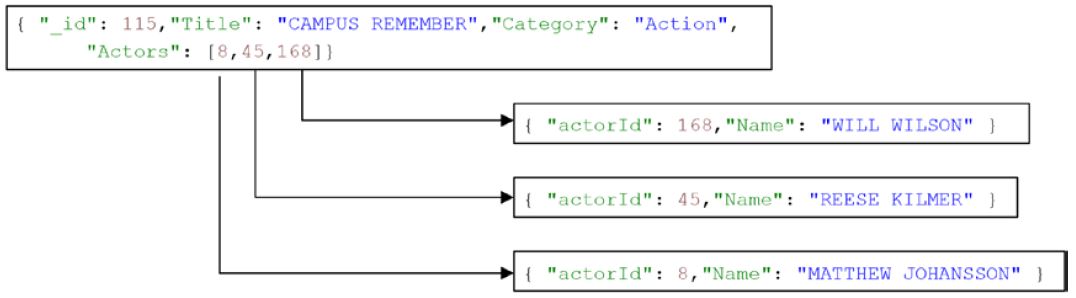 { "_id": 115,"Title": "CAMPUS REMEMBER","Category": "Action",
"Actors": [8,45,168]}
{ "actorId": 168,"Name": "WILL WILSON" }
{ "actorId": 45,"Name": "REESE KILMER" }
{ "actorId": 8,"Name": "MATTHEW JOHANSSON" }